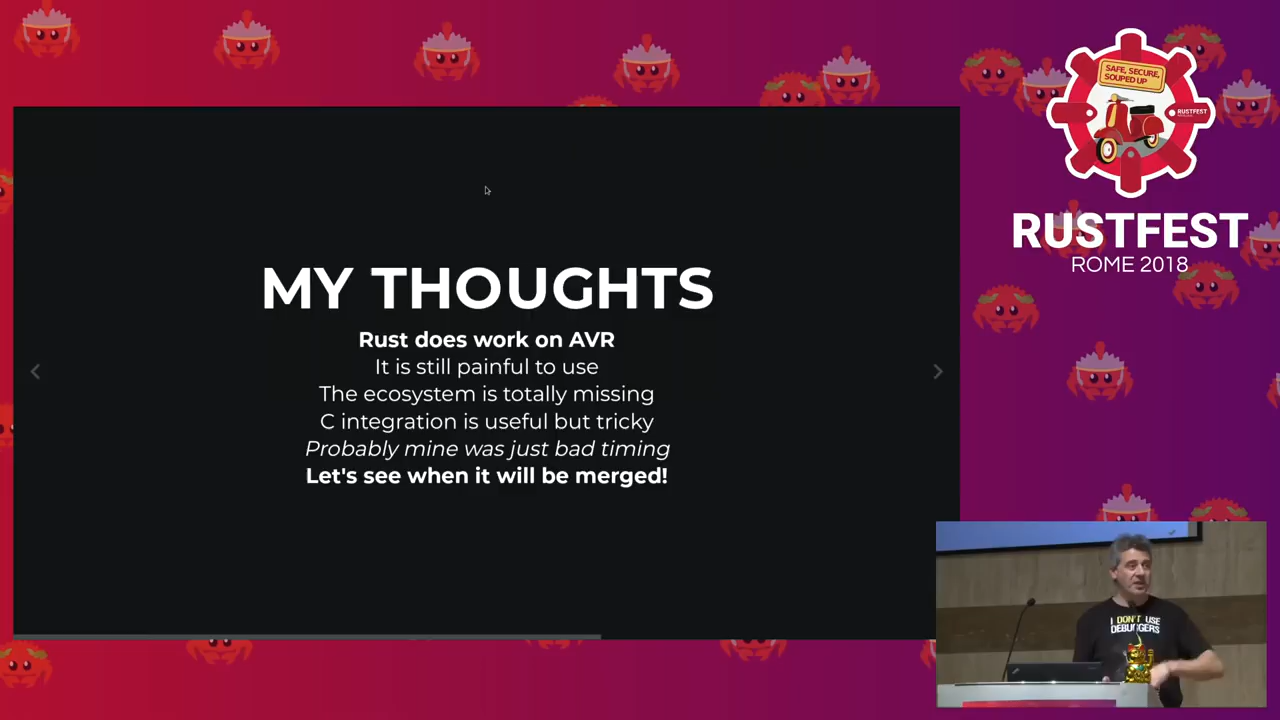 MY THOUGHTS
Rust does work on AVR
It is still painful to use
The ecosystem is totally missing
C integration is useful but tricky
Probably mine was just bad timing
Let's see when it will be merged!
SAFE, SECURE,
SOUPED UP
RUSTFEST
RUSTFEST
ROME 2018
I DON'T USE
DEBUGGERS